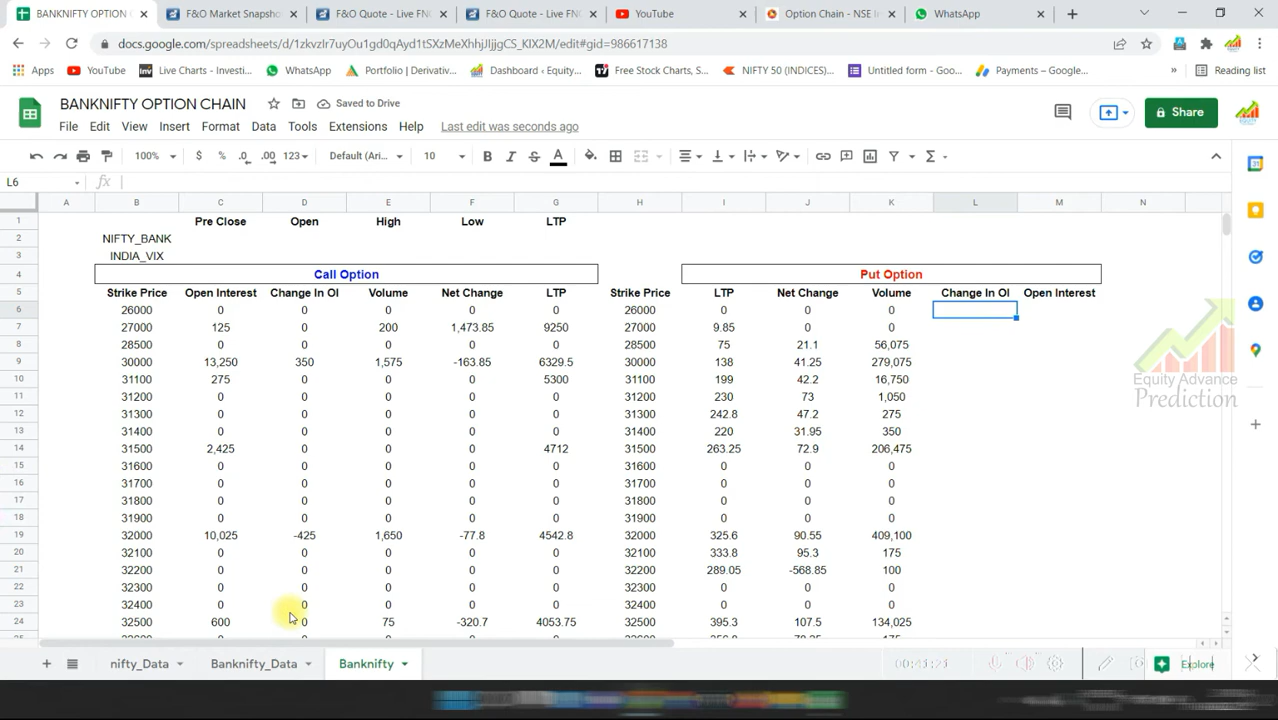 BANKNIFTY OPTION CH
F&O Market Snapsho
F&O Quote - Live FNC
F&O Quote - Live FNC
YouTube
Option Chain - NSE In
WhatsApp
Apps
YouTube
Live Charts - Investi...
WhatsApp
Portfolio | Derivativ...
Dashboard ‹ Equity...
Free Stock Charts, S...
NIFTY 50 (INDICES)...
Untitled form - Goo...
Payments – Google...
»
Reading list
BANKNIFTY OPTION CHAIN
Saved to Drive
Share
File Edit View Insert Format Data Tools Extensions Help Last edit was seconds ago
100% $ % .0 .00 123 Default (Ari... 10 B I S A Σ
L6 fx
A B C D E F G H I J K L M N
1 Pre Close Open High Low LTP
2 NIFTY_BANK
3 INDIA_VIX
4 Call Option Put Option
5 Strike Price Open Interest Change In OI Volume Net Change LTP Strike Price LTP Net Change Volume Change In OI Open Interest
6 26000 0 0 0 0 0 26000 0 0 0
7 27000 125 0 200 1,473.85 9250 27000 9.85 0 0
8 28500 0 0 0 0 0 28500 75 21.1 56,075
9 30000 13,250 350 1,575 -163.85 6329.5 30000 138 41.25 279,075
10 31100 275 0 0 0 5300 31100 199 42.2 16,750
11 31200 0 0 0 0 0 31200 230 73 1,050
12 31300 0 0 0 0 0 31300 242.8 47.2 275
13 31400 0 0 0 0 0 31400 220 31.95 350
14 31500 2,425 0 0 0 4712 31500 263.25 72.9 206,475
15 31600 0 0 0 0 0 31600 0 0 0
16 31700 0 0 0 0 0 31700 0 0 0
17 31800 0 0 0 0 0 31800 0 0 0
18 31900 0 0 0 0 0 31900 0 0 0
19 32000 10,025 -425 1,650 -77.8 4542.8 32000 325.6 90.55 409,100
20 32100 0 0 0 0 0 32100 333.8 95.3 175
21 32200 0 0 0 0 0 32200 289.05 -568.85 100
22 32300 0 0 0 0 0 32300 0 0 0
23 32400 0 0 0 0 0 32400 0 0 0
24 32500 600 0 75 -320.7 4053.75 32500 395.3 107.5 134,025
Equity Advance
Prediction
nifty_Data Banknifty_Data Banknifty Explore